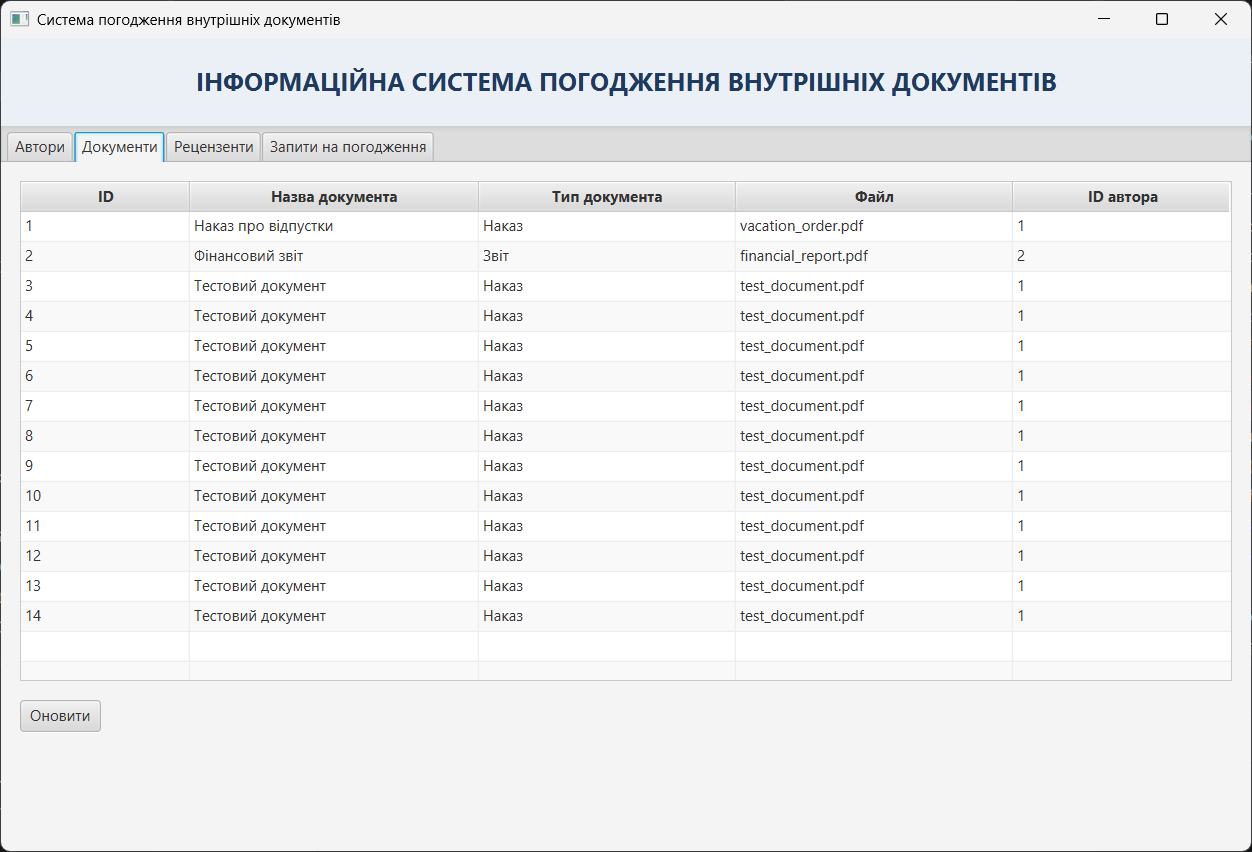 Система погодження внутрішніх документів
ІНФОРМАЦІЙНА СИСТЕМА ПОГОДЖЕННЯ ВНУТРІШНІХ ДОКУМЕНТІВ
Автори Документи Рецензенти Запити на погодження
ID Назва документа Тип документа Файл ID автора
1 Наказ про відпустки Наказ vacation_order.pdf 1
2 Фінансовий звіт Звіт financial_report.pdf 2
3 Тестовий документ Наказ test_document.pdf 1
4 Тестовий документ Наказ test_document.pdf 1
5 Тестовий документ Наказ test_document.pdf 1
6 Тестовий документ Наказ test_document.pdf 1
7 Тестовий документ Наказ test_document.pdf 1
8 Тестовий документ Наказ test_document.pdf 1
9 Тестовий документ Наказ test_document.pdf 1
10 Тестовий документ Наказ test_document.pdf 1
11 Тестовий документ Наказ test_document.pdf 1
12 Тестовий документ Наказ test_document.pdf 1
13 Тестовий документ Наказ test_document.pdf 1
14 Тестовий документ Наказ test_document.pdf 1
Оновити